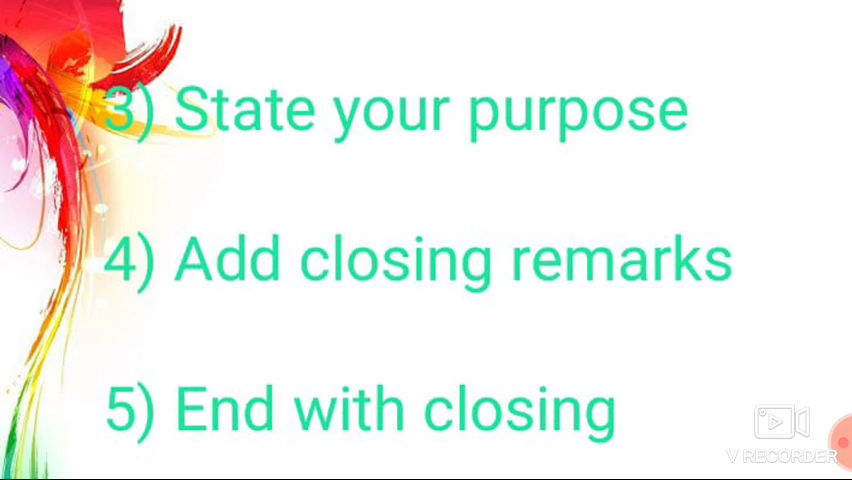 3) State your purpose
4) Add closing remarks
5) End with closing
V RECORDER